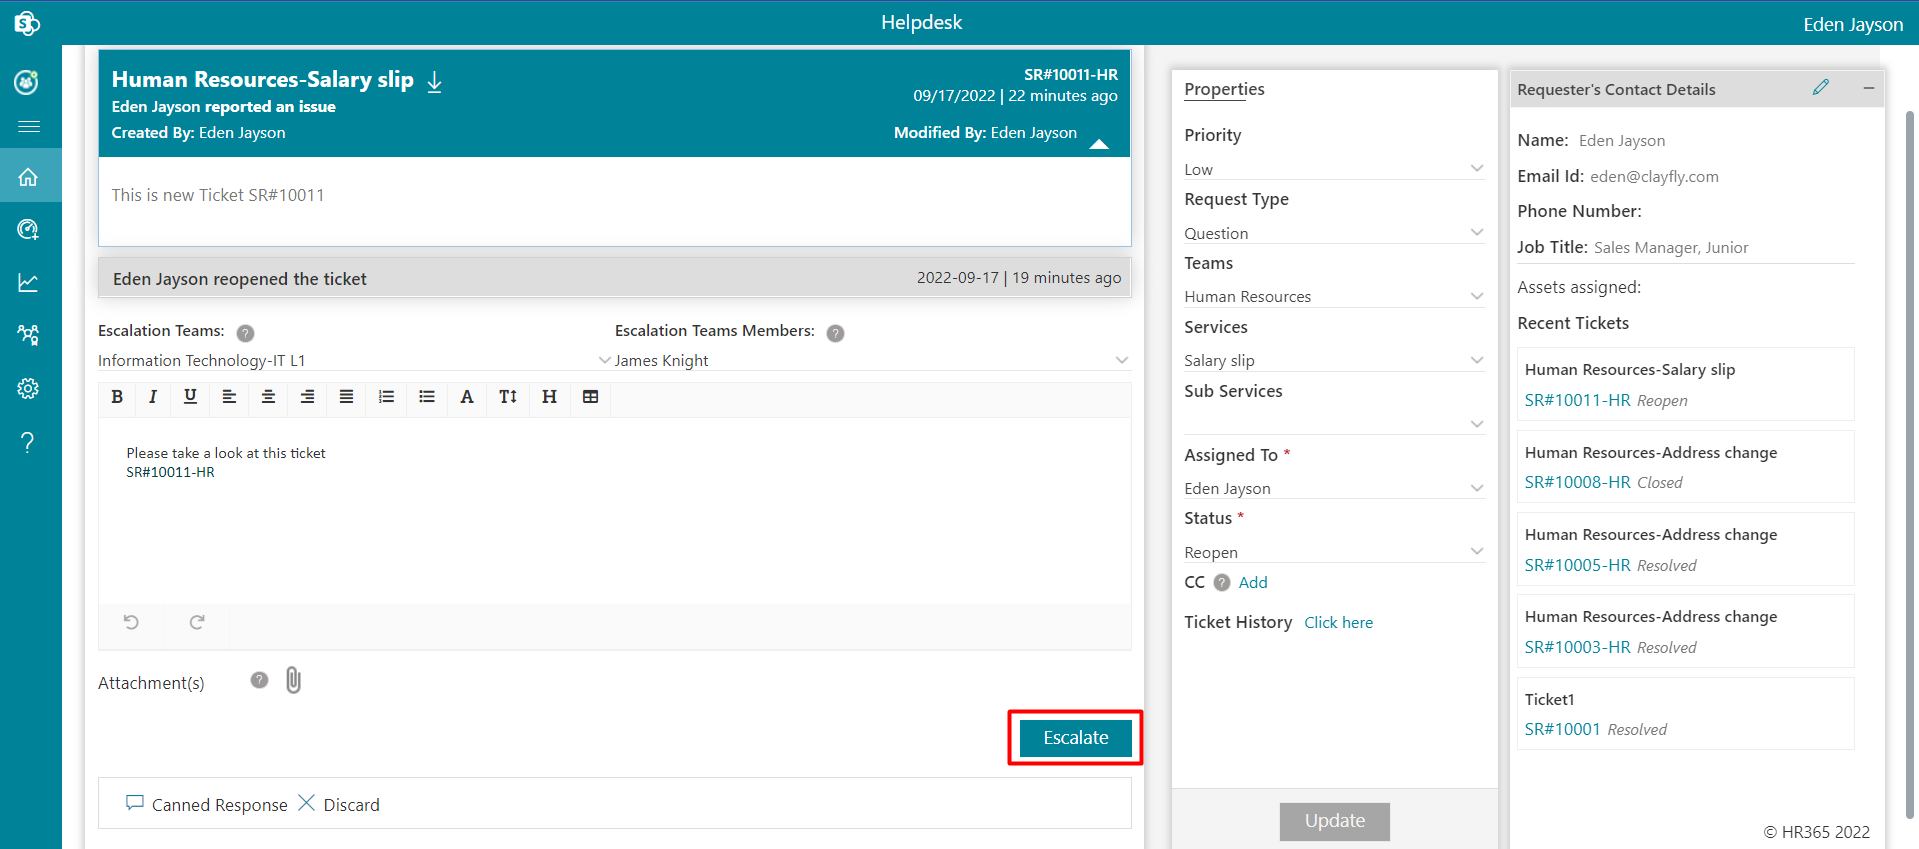 Helpdesk
Eden Jayson
Human Resources-Salary slip
SR#10011-HR
Eden Jayson reported an issue
09/17/2022 | 22 minutes ago
Created By: Eden Jayson
Modified By: Eden Jayson
This is new Ticket SR#10011
Eden Jayson reopened the ticket
2022-09-17 | 19 minutes ago
Escalation Teams: ?
Escalation Teams Members: ?
Information Technology-IT L1
James Knight
B I U A T H
Please take a look at this ticket
SR#10011-HR
Attachment(s) ?
Escalate
Canned Response Discard
Properties
Priority
Low
Request Type
Question
Teams
Human Resources
Services
Salary slip
Sub Services
Assigned To *
Eden Jayson
Status *
Reopen
CC ? Add
Ticket History Click here
Update
Requester's Contact Details
Name: Eden Jayson
Email Id: eden@clayfly.com
Phone Number:
Job Title: Sales Manager, Junior
Assets assigned:
Recent Tickets
Human Resources-Salary slip
SR#10011-HR Reopen
Human Resources-Address change
SR#10008-HR Closed
Human Resources-Address change
SR#10005-HR Resolved
Human Resources-Address change
SR#10003-HR Resolved
Ticket1
SR#10001 Resolved
© HR365 2022